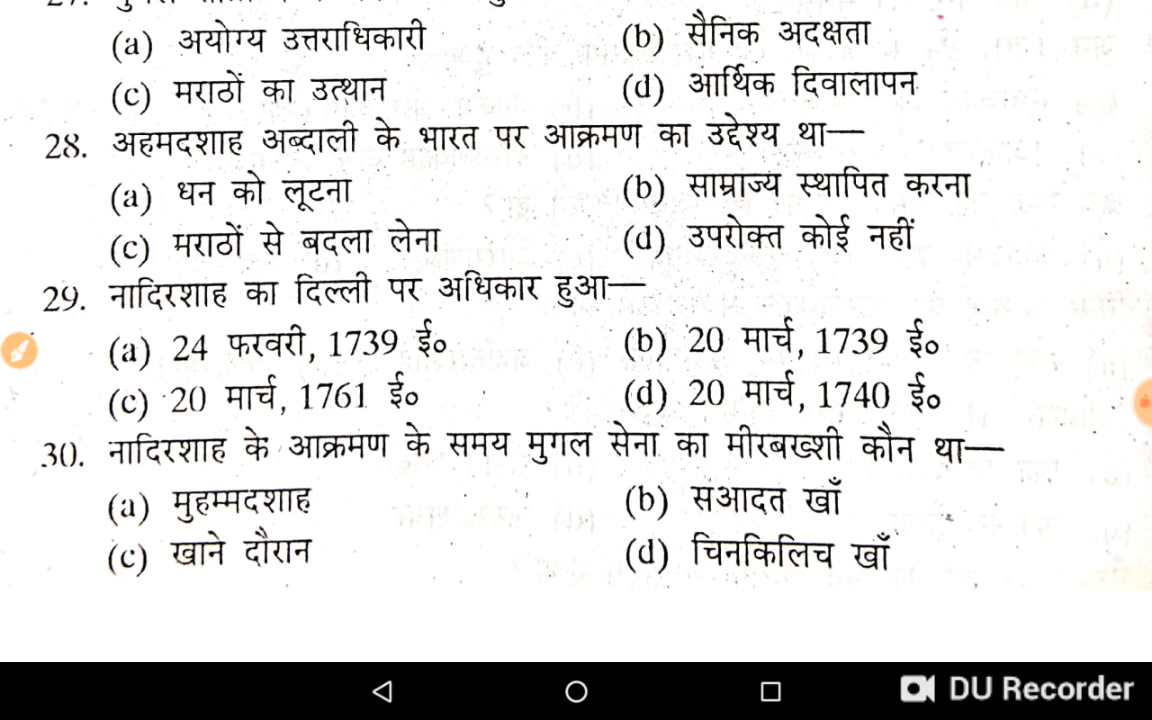 (a) अयोग्य उत्तराधिकारी (b) सैनिक अदक्षता
(c) मराठों का उत्थान (d) आर्थिक दिवालापन
28. अहमदशाह अब्दाली के भारत पर आक्रमण का उद्देश्य था—
(a) धन को लूटना (b) साम्राज्य स्थापित करना
(c) मराठों से बदला लेना (d) उपरोक्त कोई नहीं
29. नादिरशाह का दिल्ली पर अधिकार हुआ—
(a) 24 फरवरी, 1739 ई० (b) 20 मार्च, 1739 ई०
(c) 20 मार्च, 1761 ई० (d) 20 मार्च, 1740 ई०
30. नादिरशाह के आक्रमण के समय मुगल सेना का मीरबख्शी कौन था—
(a) मुहम्मदशाह (b) सआदत खाँ
(c) खाने दौरान (d) चिनकिलिच खाँ
DU Recorder